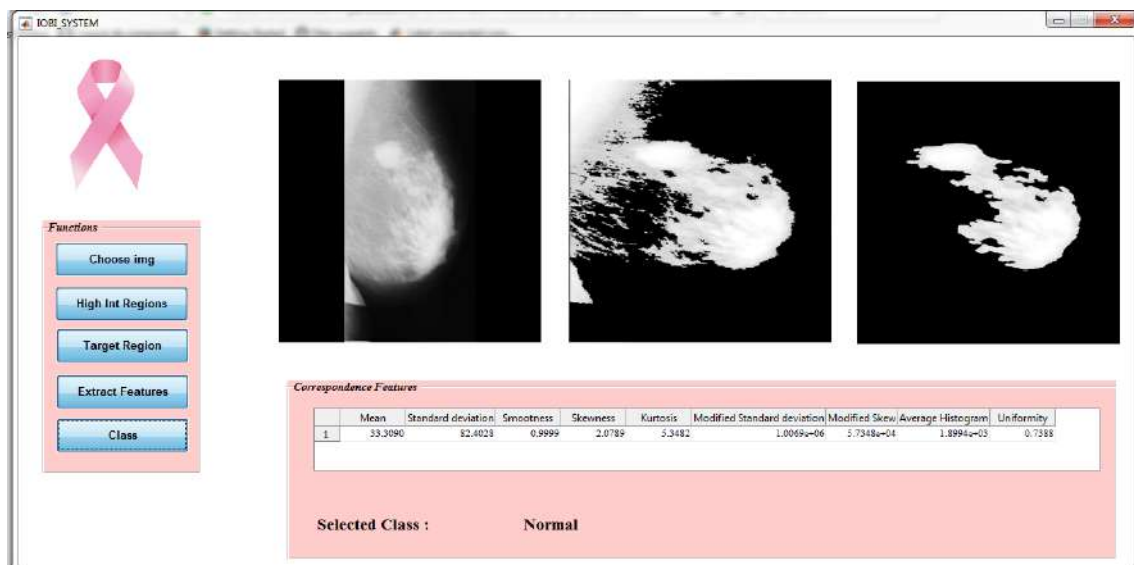 IOBI_SYSTEM
Functions
Choose img
High Int Regions
Target Region
Extract Features
Class
Correspondence Features
Mean Standard deviation Smootness Skewness Kurtosis Modified Standard deviation Modified Skew Average Histogram Uniformity
1 33.3090 82.4028 0.9999 2.0789 5.3482 1.0069e+06 5.7348e+04 1.8994e+03 0.7388
Selected Class : Normal